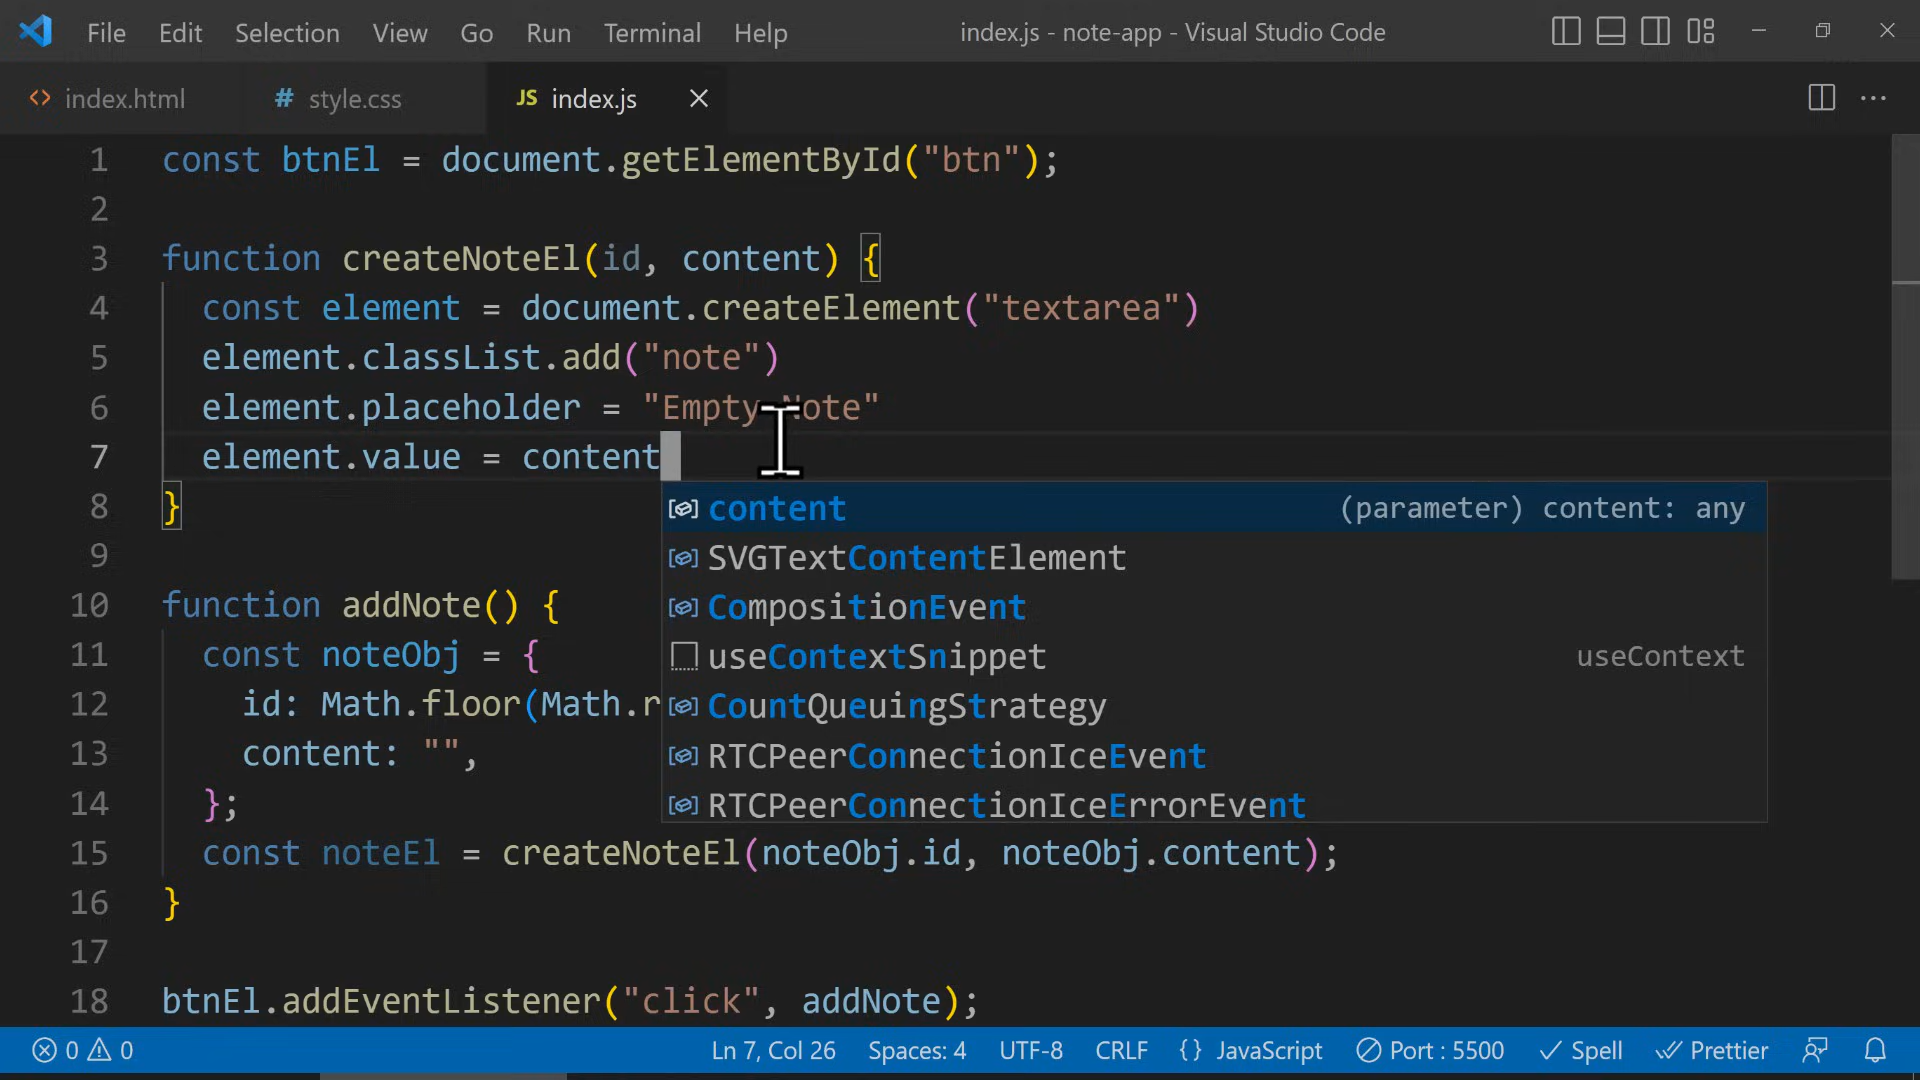 File Edit Selection View Go Run Terminal Help index.js - note-app - Visual Studio Code
<> index.html # style.css JS index.js
1 const btnEl = document.getElementById("btn");
2
3 function createNoteEl(id, content) {
4 const element = document.createElement("textarea")
5 element.classList.add("note")
6 element.placeholder = "Empty Note"
7 element.value = content
content (parameter) content: any
8 }
SVGTextContentElement
9
CompositionEvent
10 function addNote() {
useContextSnippet useContext
11 const noteObj = {
CountQueuingStrategy
12 id: Math.floor(Math.r
RTCPeerConnectionIceEvent
13 content: "",
RTCPeerConnectionIceErrorEvent
14 };
15 const noteEl = createNoteEl(noteObj.id, noteObj.content);
16 }
17
18 btnEl.addEventListener("click", addNote);
0 0 Ln 7, Col 26 Spaces: 4 UTF-8 CRLF {} JavaScript Port : 5500 Spell Prettier